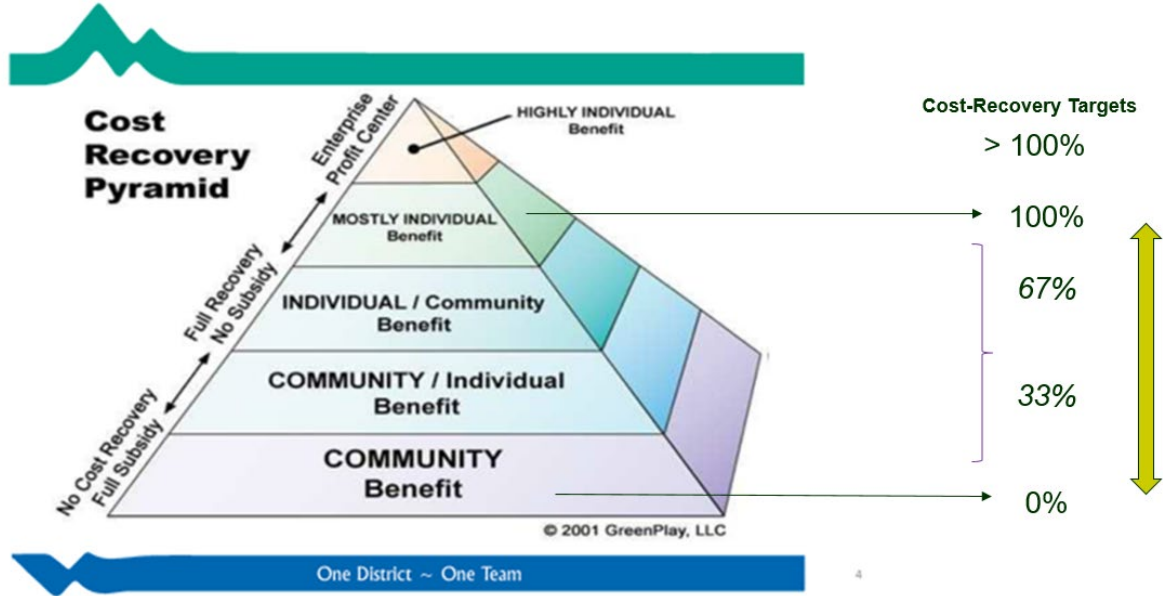 Cost
Recovery
Pyramid
Enterprise
Profit Center
Full Recovery
No Subsidy
No Cost Recovery
Full Subsidy
HIGHLY INDIVIDUAL
Benefit
MOSTLY INDIVIDUAL
Benefit
INDIVIDUAL / Community
Benefit
COMMUNITY / Individual
Benefit
COMMUNITY
Benefit
© 2001 GreenPlay, LLC
Cost-Recovery Targets
> 100%
100%
67%
33%
0%
One District ~ One Team
4